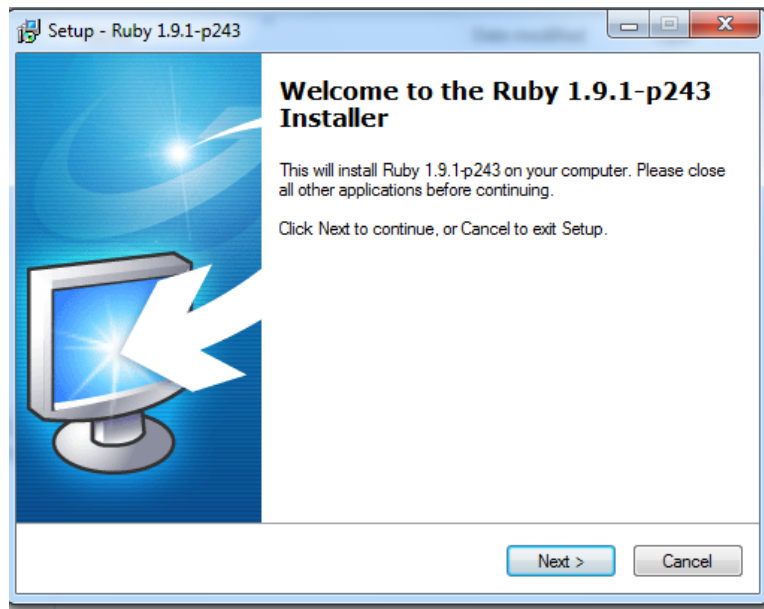 Setup - Ruby 1.9.1-p243
Welcome to the Ruby 1.9.1-p243
Installer
This will install Ruby 1.9.1-p243 on your computer. Please close
all other applications before continuing.
Click Next to continue, or Cancel to exit Setup.
Next >
Cancel